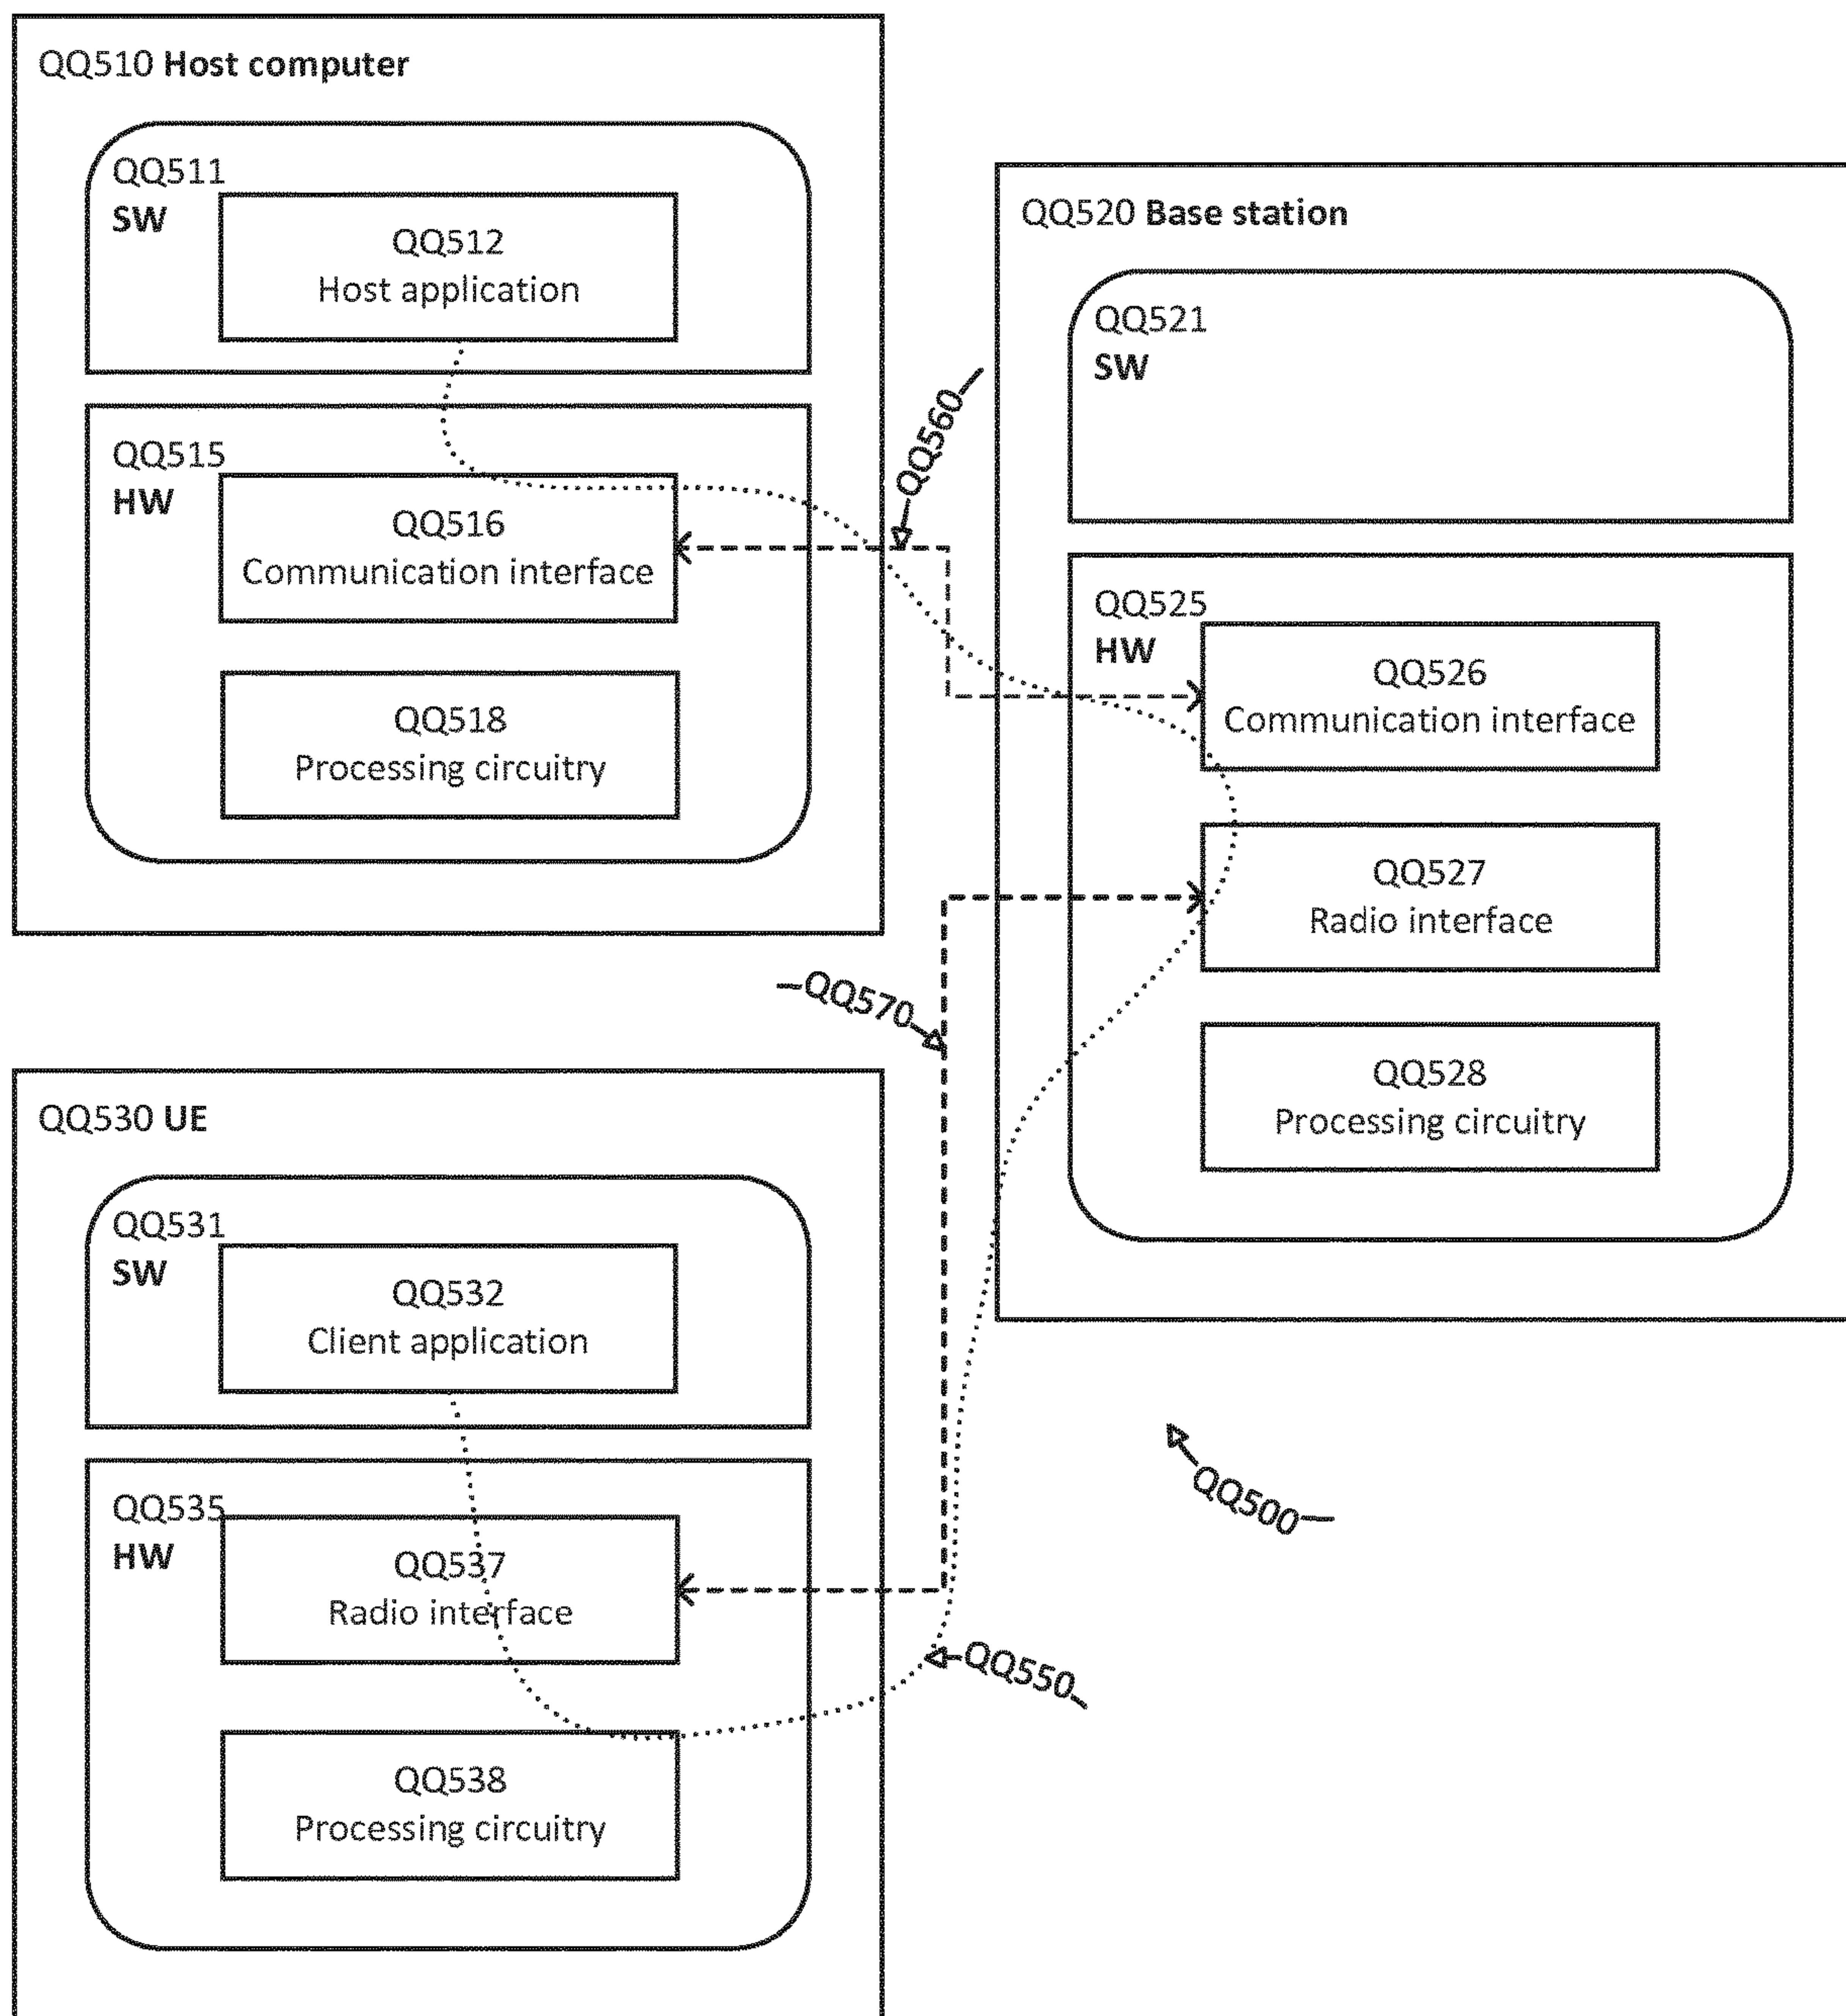 QQ510 Host computer
QQ511
SW
QQ512
Host application
QQ515
HW
QQ516
Communication interface
QQ518
Processing circuitry
QQ560
QQ520 Base station
QQ521
SW
QQ525
HW
QQ526
Communication interface
QQ527
Radio interface
QQ528
Processing circuitry
QQ570
QQ530 UE
QQ531
SW
QQ532
Client application
QQ535
HW
QQ537
Radio interface
QQ538
Processing circuitry
QQ550
QQ500